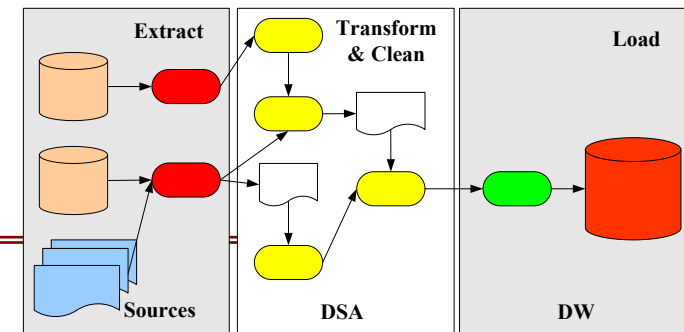 Extract
Transform
& Clean
Load
Sources
DSA
DW